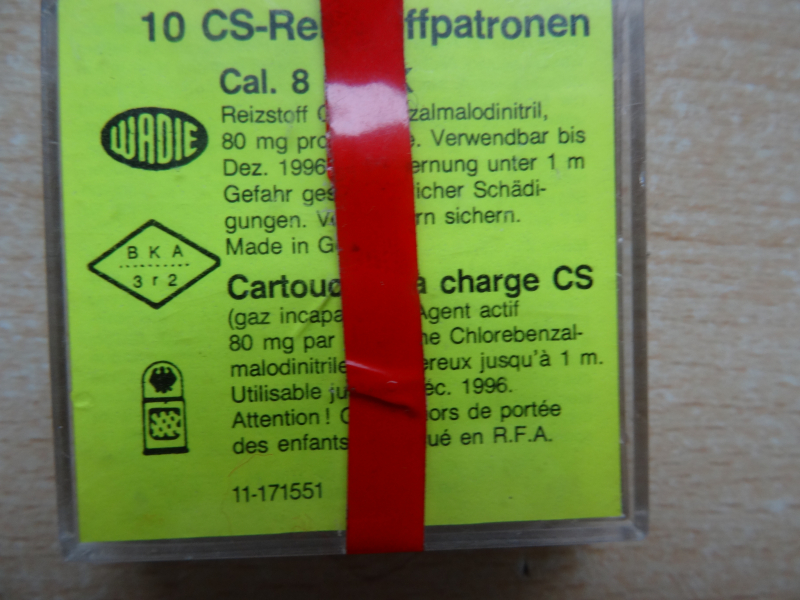 10 CS-Re ffpatronen
Cal. 8 K
Reizstoff zalmalodinitril,
80 mg pro e. Verwendbar bis
Dez. 1996 ernung unter 1 m
Gefahr ges licher Schädi-
gungen. V rn sichern.
Made in G
WADIE
B K A
3 r 2
Cartouc a charge CS
(gaz incapa Agent actif
80 mg par ne Chlorebenzal-
malodinitrile ereux jusqu'à 1 m.
Utilisable ju éc. 1996.
Attention! C ors de portée
des enfants ué en R.F.A.
11-171551